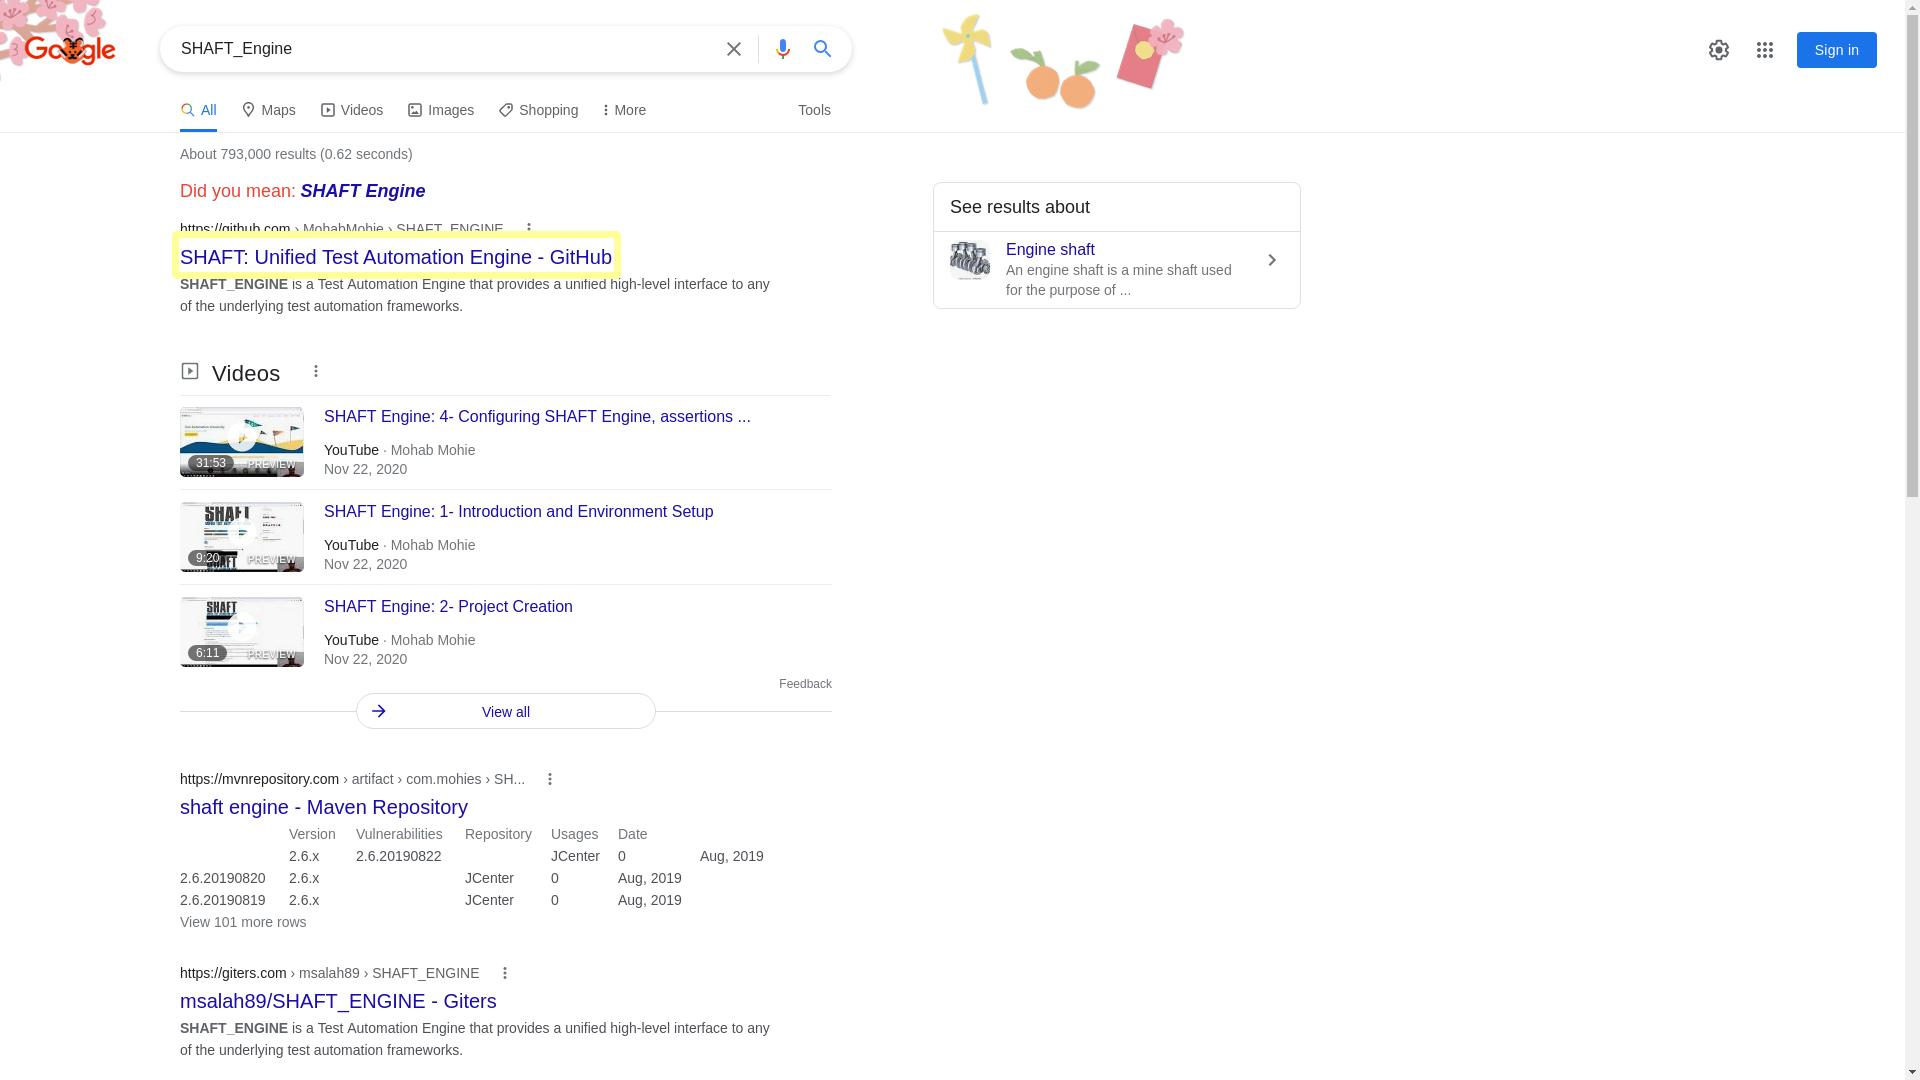 Google
SHAFT_Engine
Sign in
All
Maps
Videos
Images
Shopping
More
Tools
About 793,000 results (0.62 seconds)
Did you mean: SHAFT Engine
https://github.com › MohabMohie › SHAFT_ENGINE
SHAFT: Unified Test Automation Engine - GitHub
SHAFT_ENGINE is a Test Automation Engine that provides a unified high-level interface to any
of the underlying test automation frameworks.
See results about
Engine shaft
An engine shaft is a mine shaft used
for the purpose of ...
Videos
31:53
PREVIEW
SHAFT Engine: 4- Configuring SHAFT Engine, assertions ...
YouTube · Mohab Mohie
Nov 22, 2020
SHAFT
9:20
PREVIEW
SHAFT Engine: 1- Introduction and Environment Setup
YouTube · Mohab Mohie
Nov 22, 2020
SHAFT
6:11
PREVIEW
SHAFT Engine: 2- Project Creation
YouTube · Mohab Mohie
Nov 22, 2020
Feedback
View all
https://mvnrepository.com › artifact › com.mohies › SH...
shaft engine - Maven Repository
Version Vulnerabilities Repository Usages Date
2.6.x 2.6.20190822 JCenter 0 Aug, 2019
2.6.20190820 2.6.x JCenter 0 Aug, 2019
2.6.20190819 2.6.x JCenter 0 Aug, 2019
View 101 more rows
https://giters.com › msalah89 › SHAFT_ENGINE
msalah89/SHAFT_ENGINE - Giters
SHAFT_ENGINE is a Test Automation Engine that provides a unified high-level interface to any
of the underlying test automation frameworks.